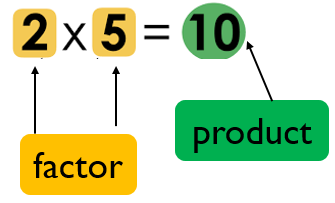 2 x 5 = 10
product
factor